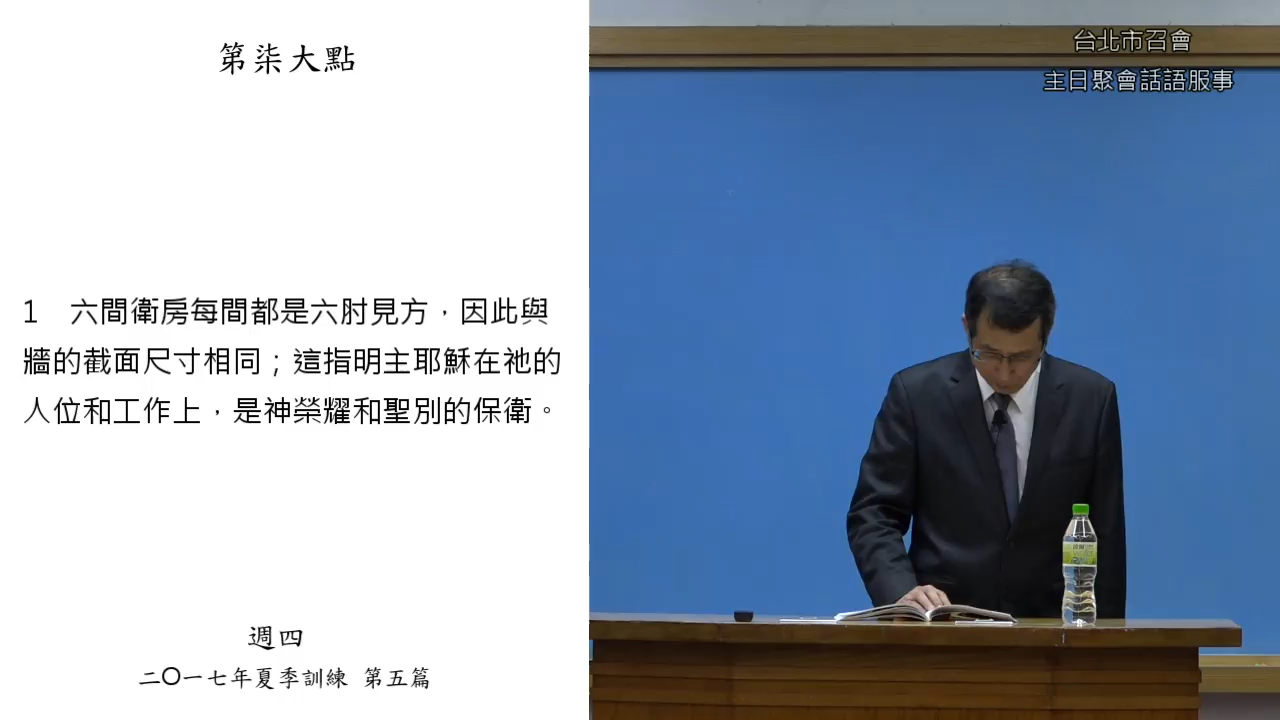 第柒大點
1 六間衛房每間都是六肘見方，因此與
牆的截面尺寸相同；這指明主耶穌在祂的
人位和工作上，是神榮耀和聖別的保衛。
週四
二〇一七年夏季訓練 第五篇
台北市召會
主日聚會話語服事